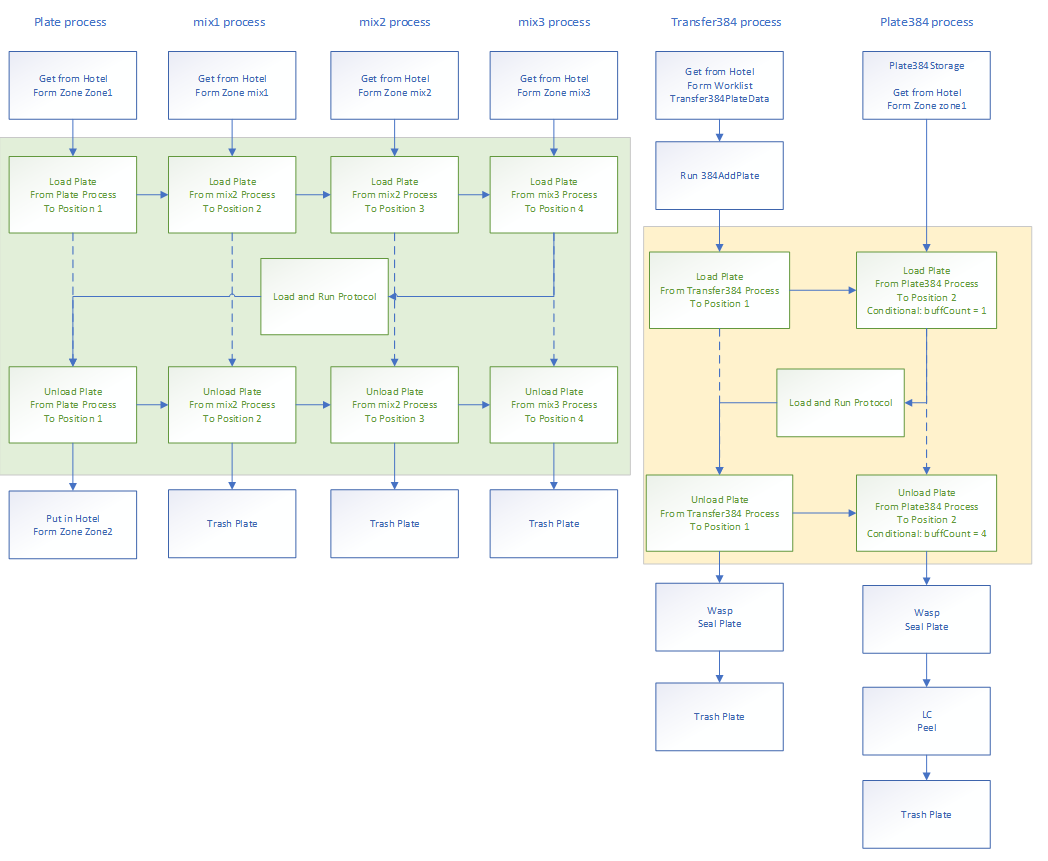 Plate process
mix1 process
mix2 process
mix3 process
Transfer384 process
Plate384 process
Get from Hotel
Form Zone Zone1
Get from Hotel
Form Zone mix1
Get from Hotel
Form Zone mix2
Get from Hotel
Form Zone mix3
Get from Hotel
Form Worklist
Transfer384PlateData
Plate384Storage
Get from Hotel
Form Zone zone1
Run 384AddPlate
Load Plate
From Plate Process
To Position 1
Load Plate
From mix2 Process
To Position 2
Load Plate
From mix2 Process
To Position 3
Load Plate
From mix3 Process
To Position 4
Load and Run Protocol
Load Plate
From Transfer384 Process
To Position 1
Load Plate
From Plate384 Process
To Position 2
Conditional: buffCount = 1
Unload Plate
From Plate Process
To Position 1
Unload Plate
From mix2 Process
To Position 2
Unload Plate
From mix2 Process
To Position 3
Unload Plate
From mix3 Process
To Position 4
Load and Run Protocol
Unload Plate
From Transfer384 Process
To Position 1
Unload Plate
From Plate384 Process
To Position 2
Conditional: buffCount = 4
Put in Hotel
Form Zone Zone2
Trash Plate
Trash Plate
Trash Plate
Wasp
Seal Plate
Wasp
Seal Plate
Trash Plate
LC
Peel
Trash Plate